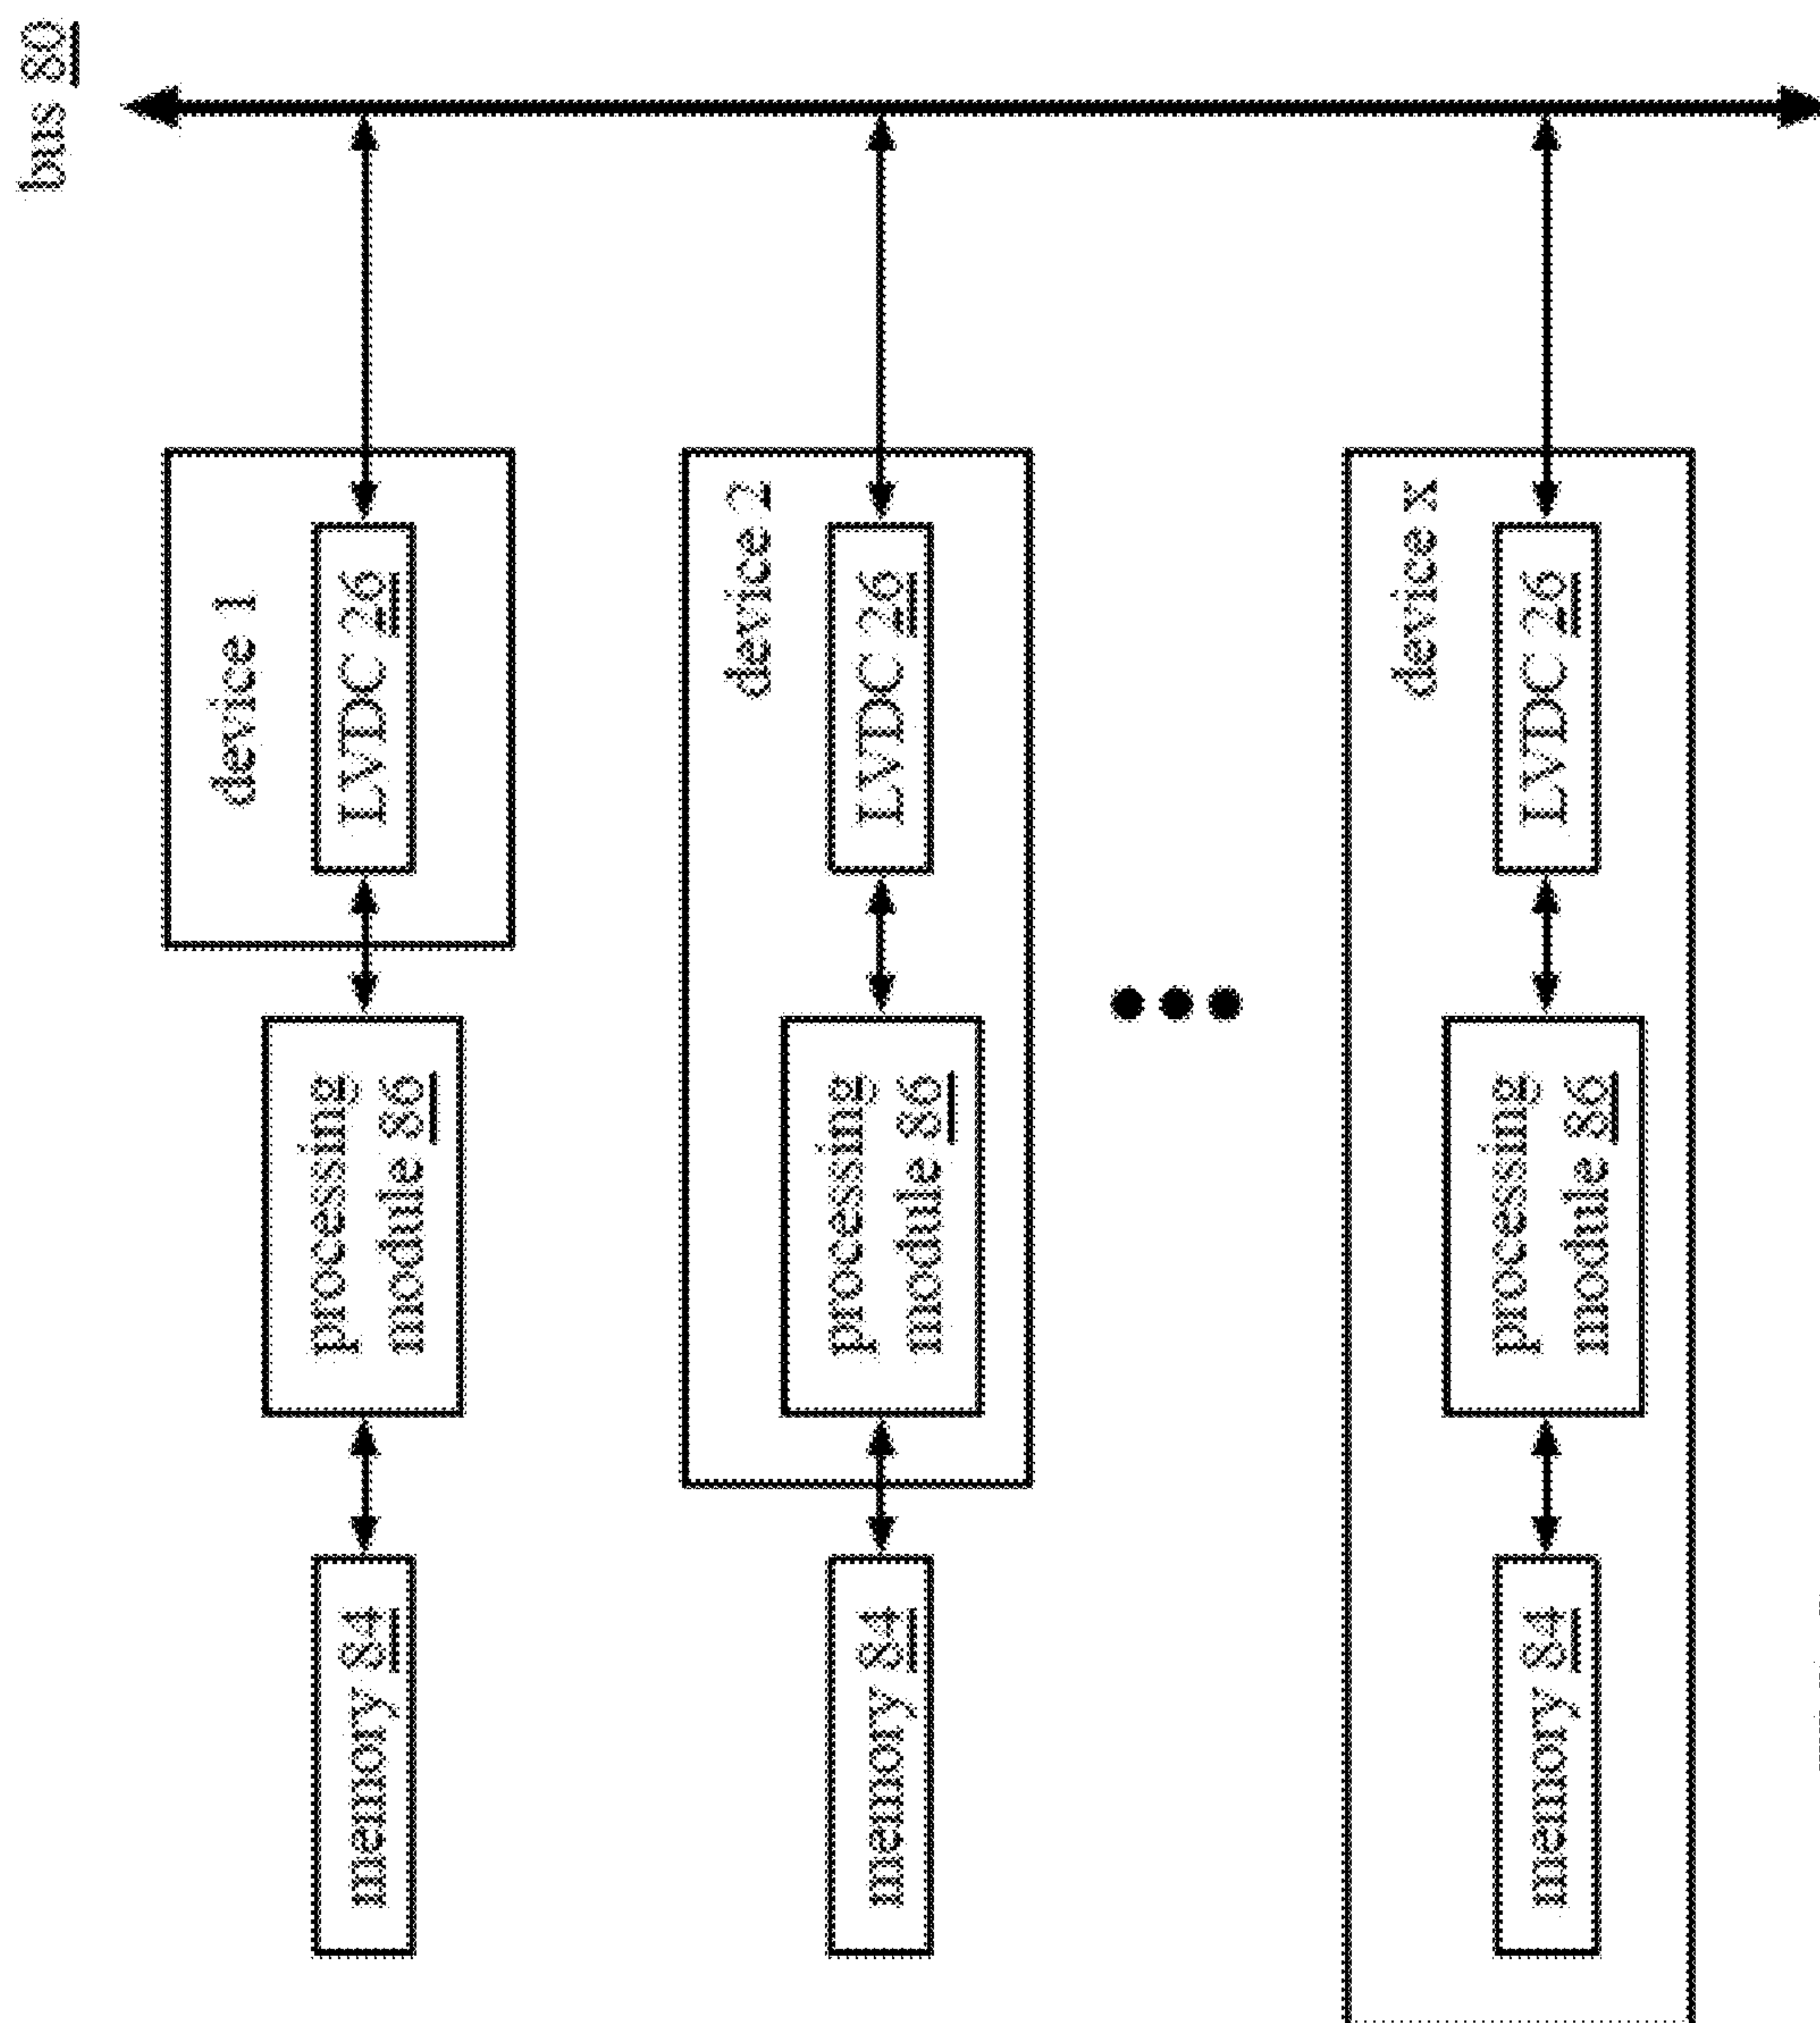 bus 80
device 1
LVDC 26
processing
module 86
memory 84
device 2
LVDC 26
processing
module 86
memory 84
device x
LVDC 26
processing
module 86
memory 84